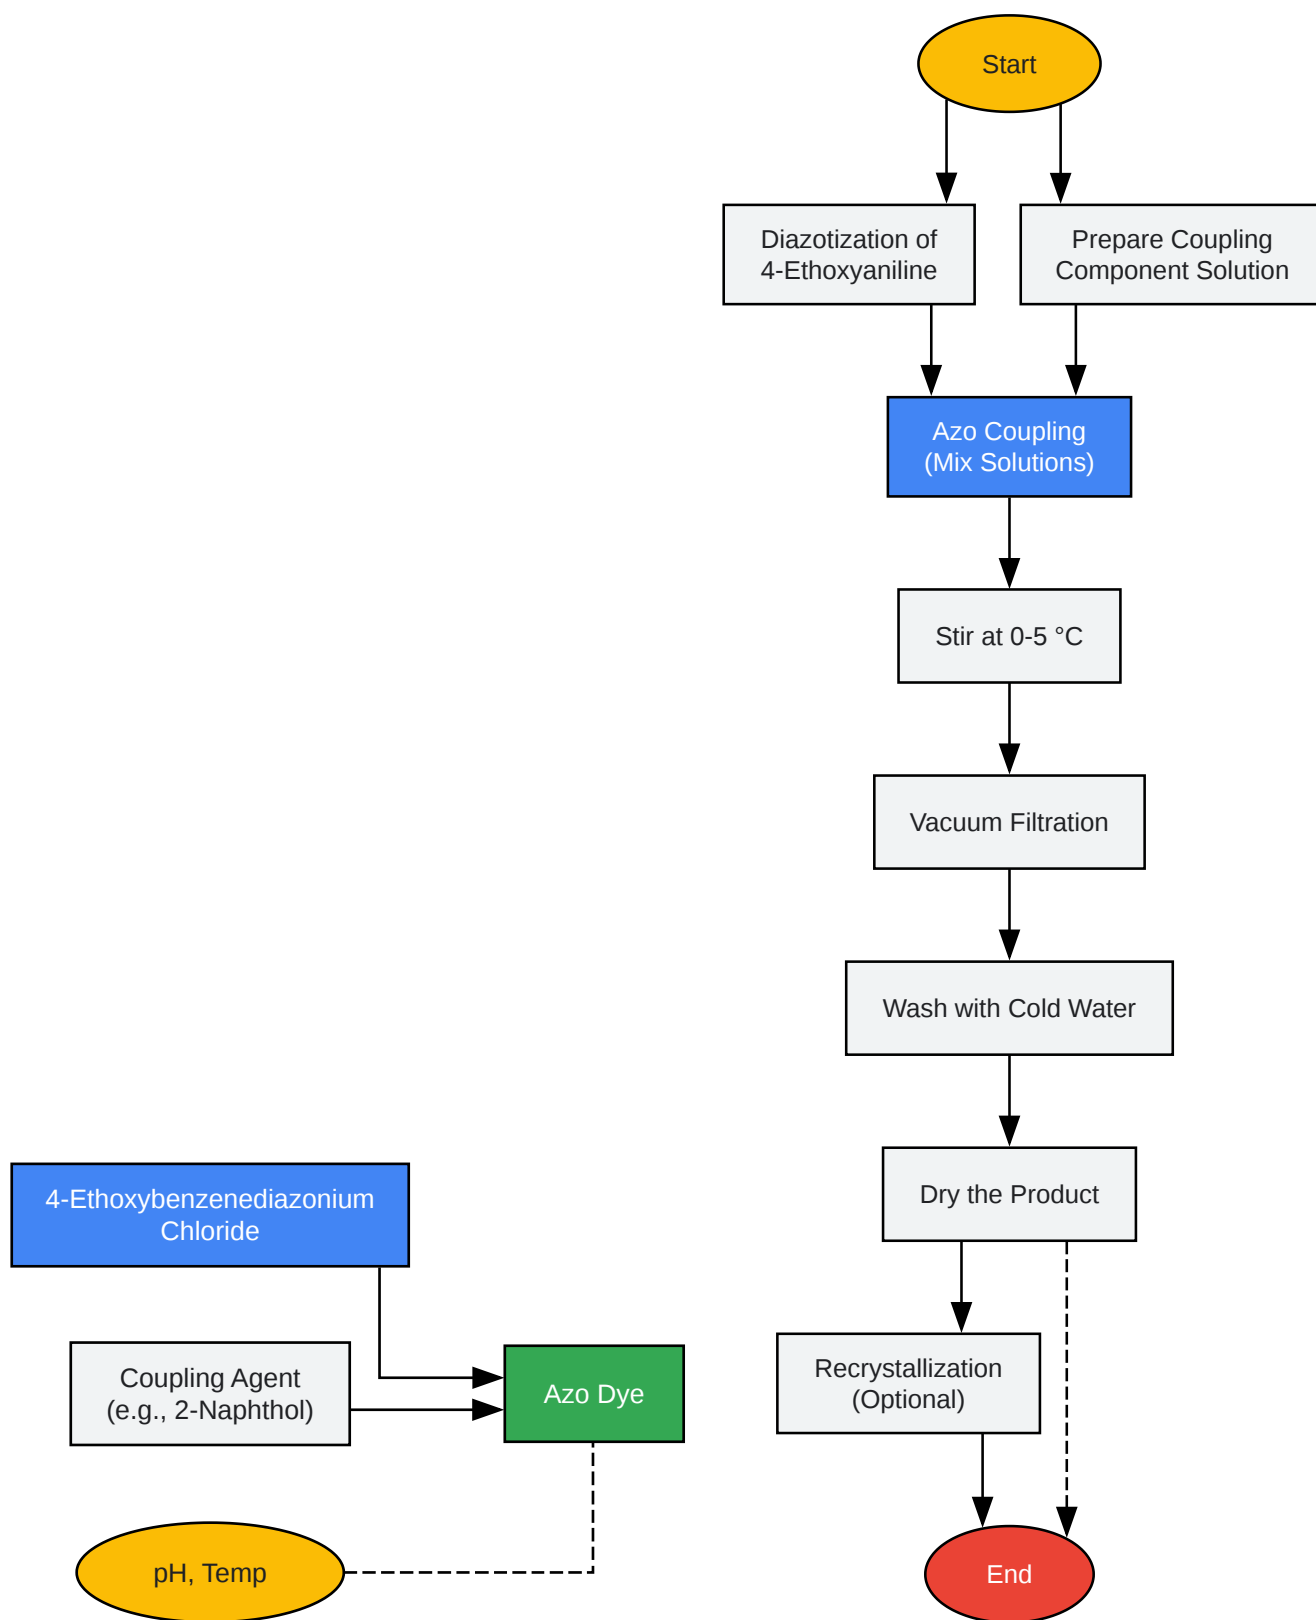 Start
Diazotization of
4-Ethoxyaniline
Prepare Coupling
Component Solution
Azo Coupling
(Mix Solutions)
Stir at 0-5 °C
Vacuum Filtration
Wash with Cold Water
Dry the Product
Recrystallization
(Optional)
End
4-Ethoxybenzenediazonium
Chloride
Coupling Agent
(e.g., 2-Naphthol)
Azo Dye
pH, Temp